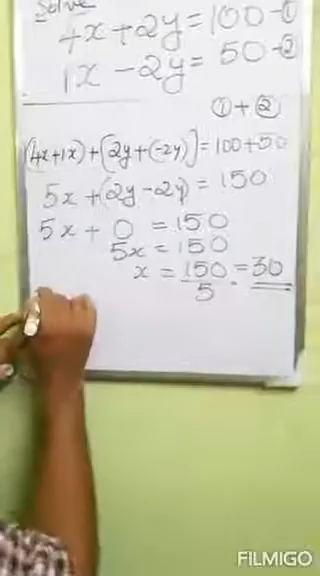 Solve
4x + 2y = 100 - ①
1x - 2y = 50 - ②
① + ②
(4x + 1x) + [2y + (-2y)] = 100 + 50
5x + (2y - 2y) = 150
5x + 0 = 150
5x = 150
x = 150/5 = 30
FILMIGO